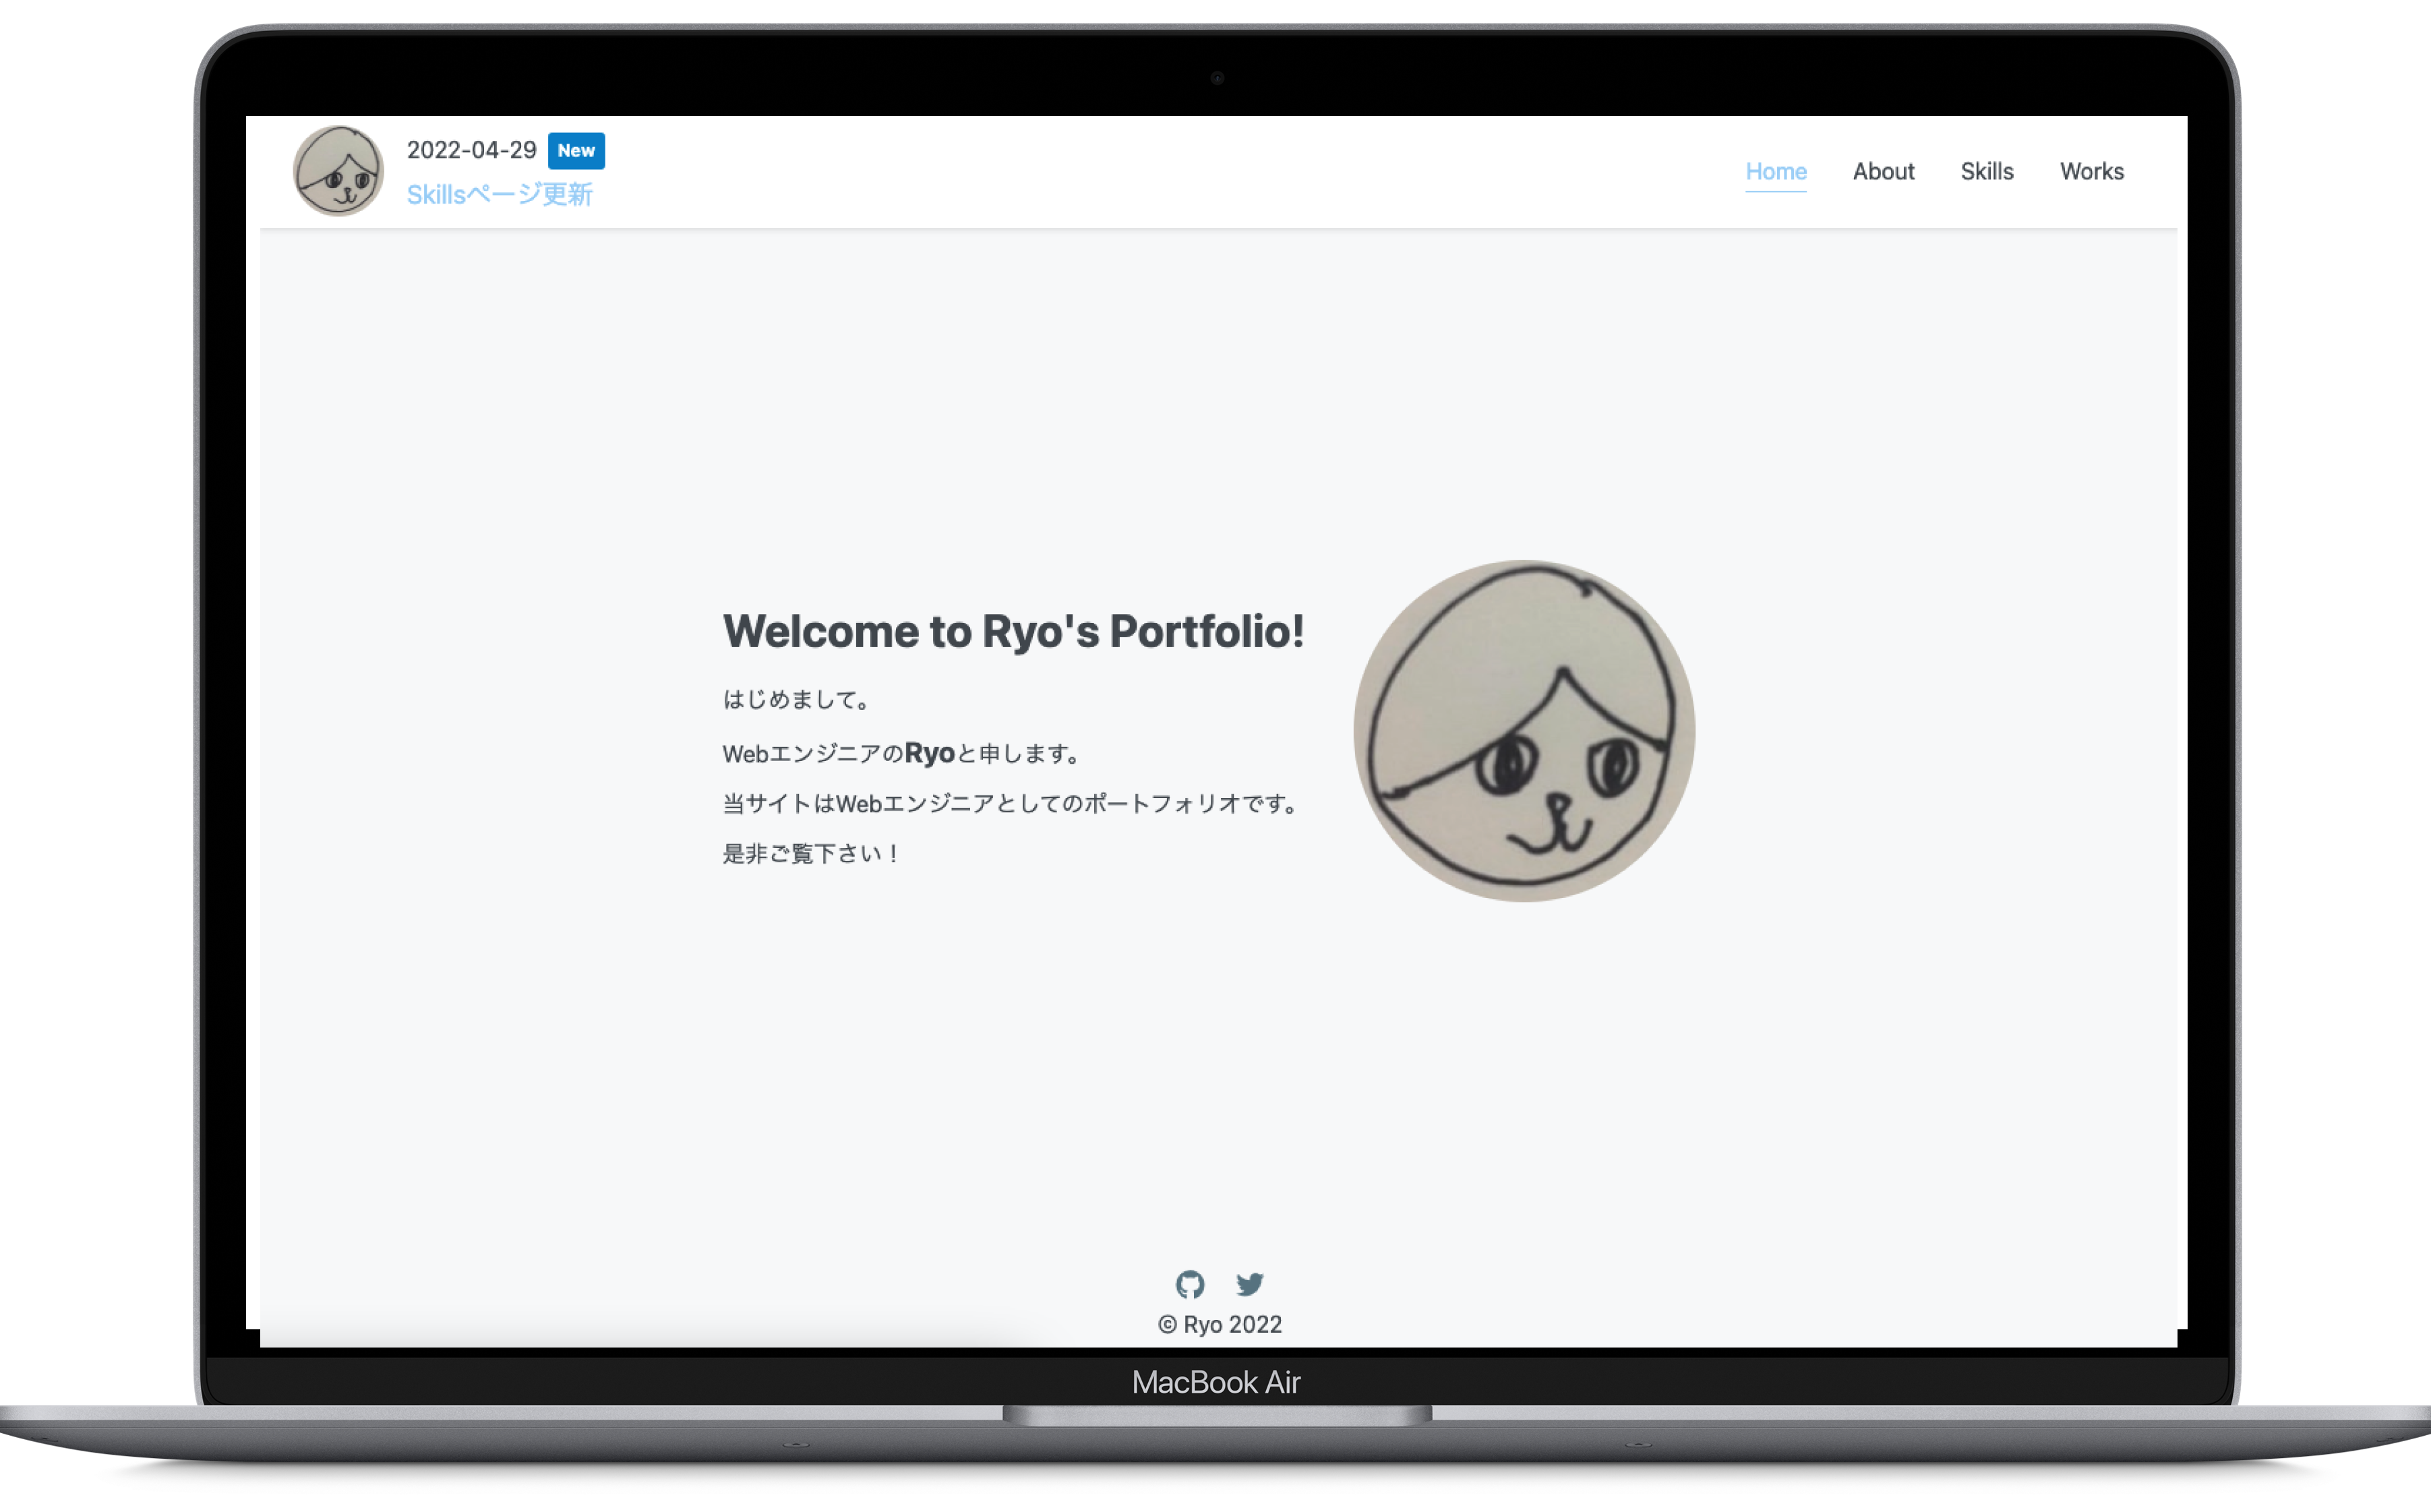 2022-04-29 New
Skillsページ更新
Home About Skills Works
Welcome to Ryo's Portfolio!
はじめまして。
WebエンジニアのRyoと申します。
当サイトはWebエンジニアとしてのポートフォリオです。
是非ご覧下さい！
© Ryo 2022
MacBook Air